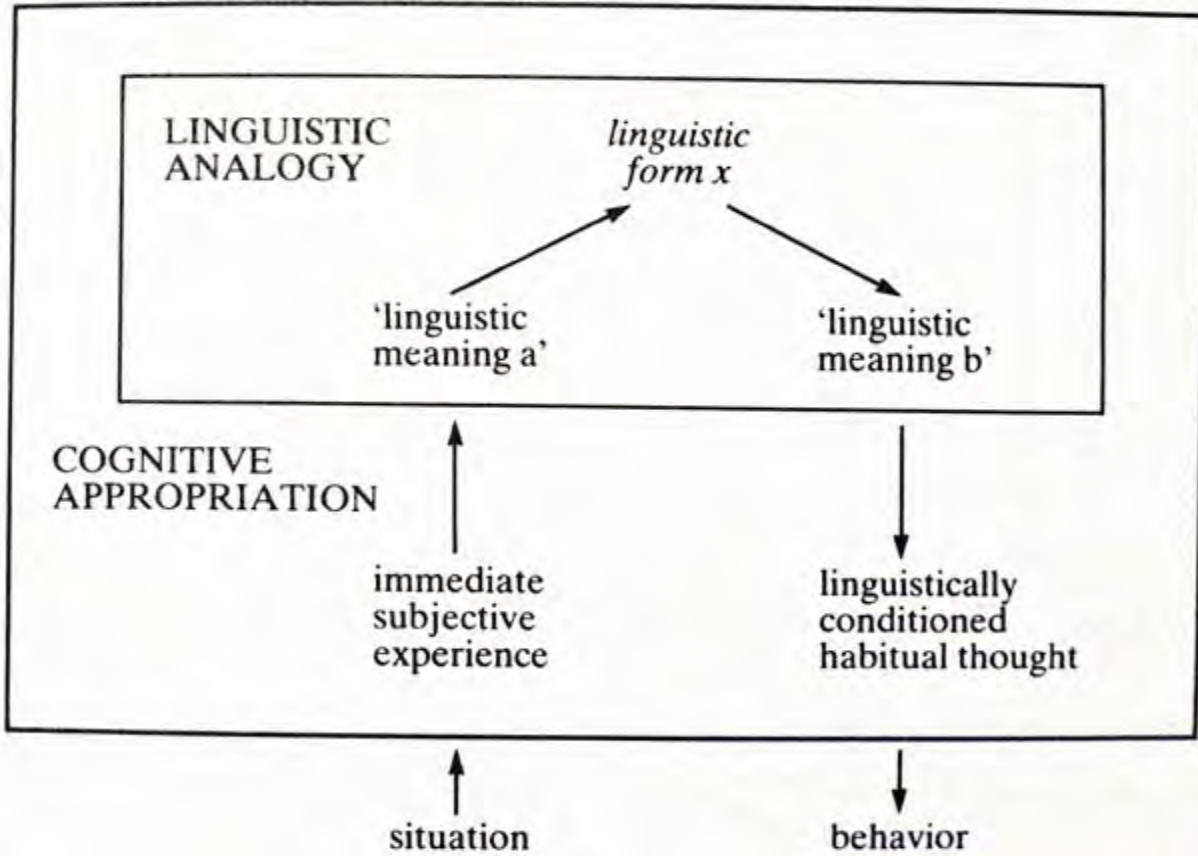 LINGUISTIC
ANALOGY
linguistic
form x
‘linguistic
meaning a’
‘linguistic
meaning b’
COGNITIVE
APPROPRIATION
immediate
subjective
experience
linguistically
conditioned
habitual thought
situation
behavior